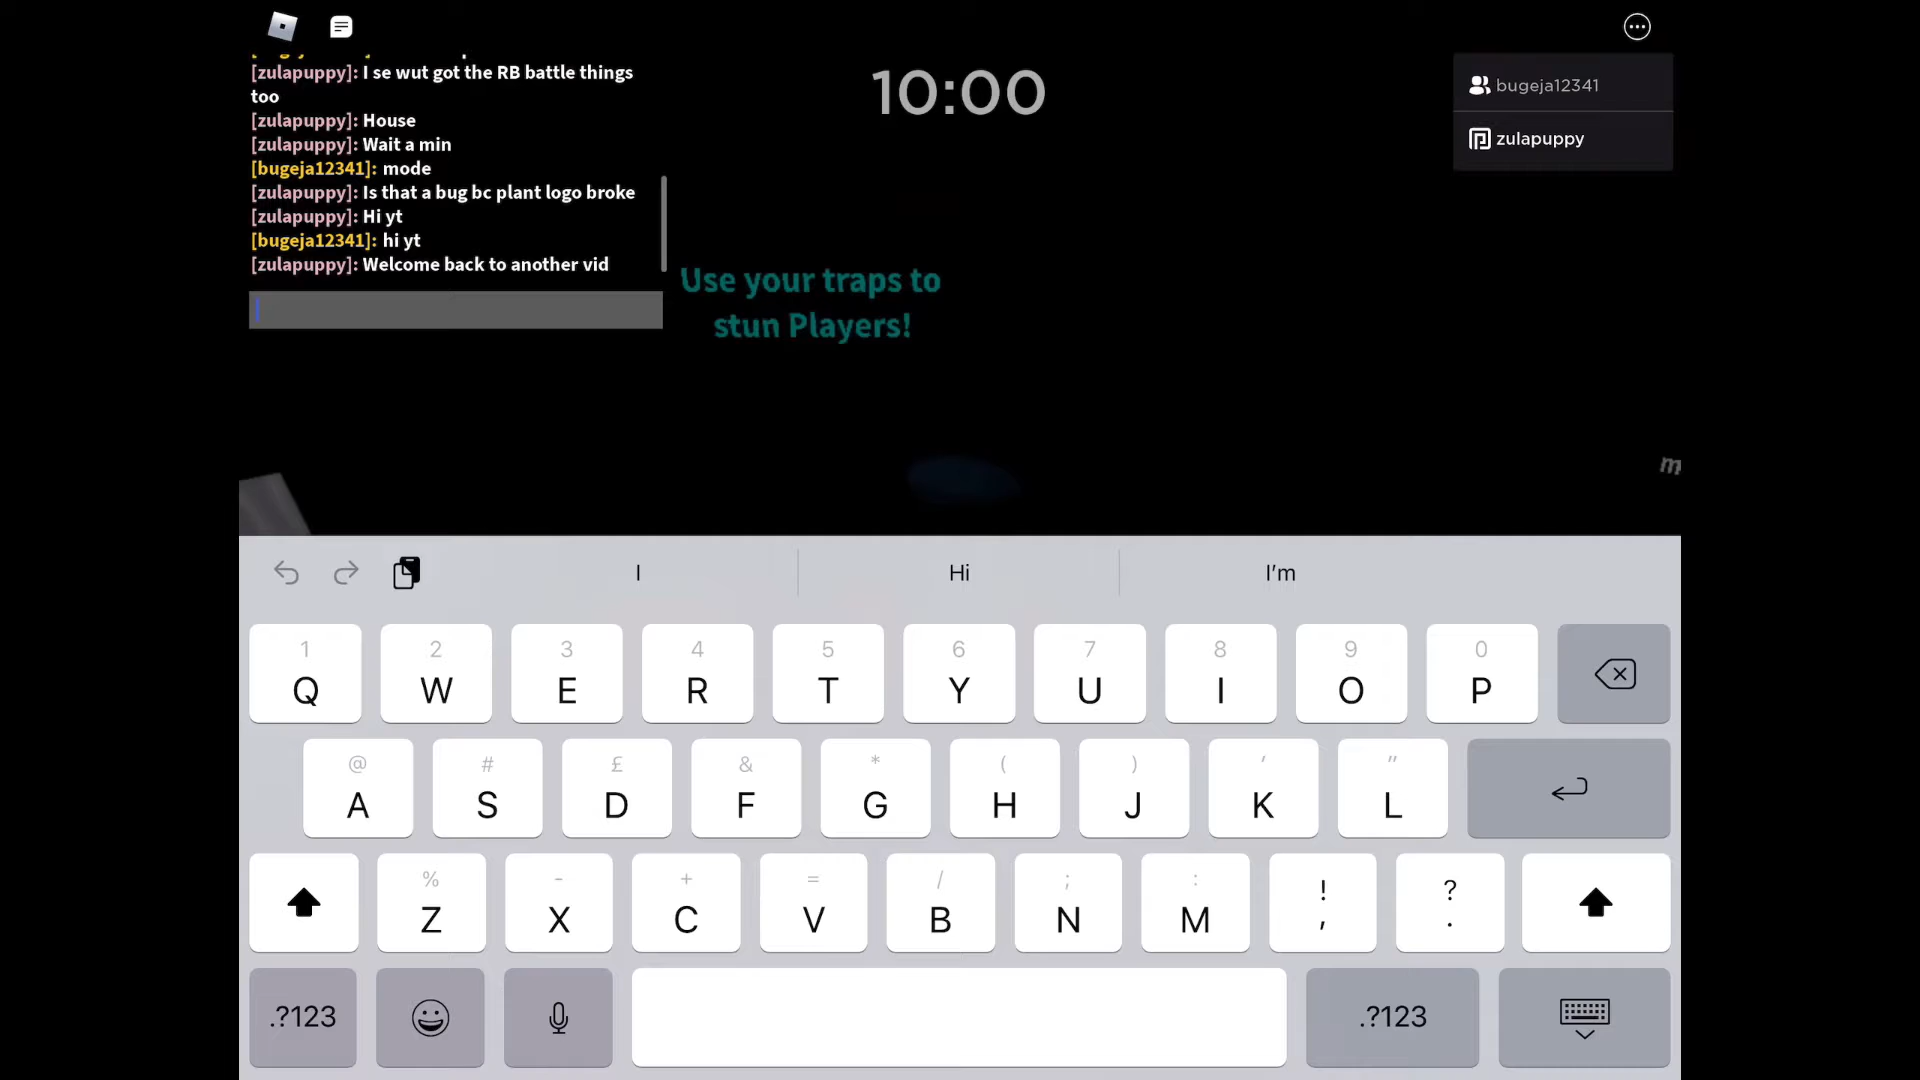 [zulapuppy]: I se wut got the RB battle things
too
[zulapuppy]: House
[zulapuppy]: Wait a min
[bugeja12341]: mode
[zulapuppy]: Is that a bug bc plant logo broke
[zulapuppy]: Hi yt
[bugeja12341]: hi yt
[zulapuppy]: Welcome back to another vid
10:00
bugeja12341
zulapuppy
Use your traps to
stun Players!
m
I Hi I'm
1 2 3 4 5 6 7 8 9 0
Q W E R T Y U I O P
@ # £ & * ( ) ' "
A S D F G H J K L
% - + = / ; : ! ?
Z X C V B N M , .
.?123 .?123